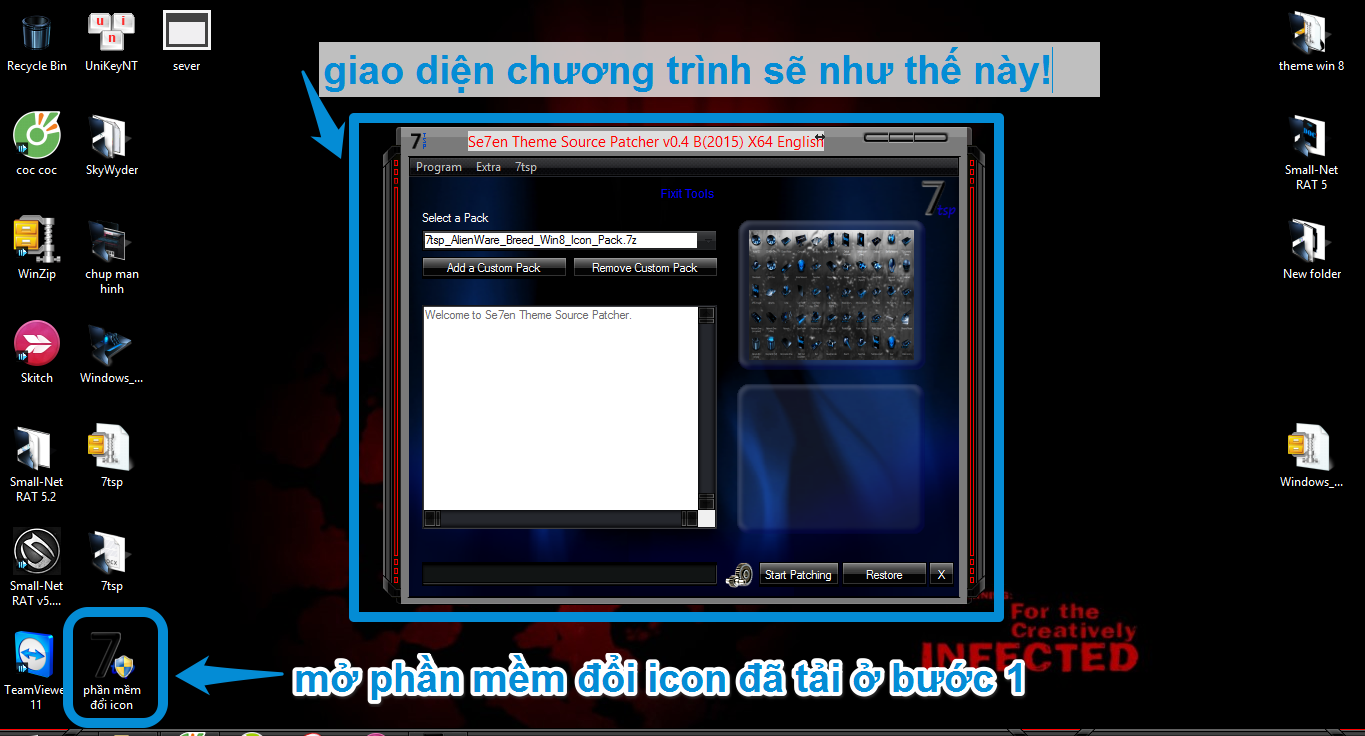 Recycle Bin
UniKeyNT
sever
theme win 8
giao diện chương trình sẽ như thế này!
coc coc
SkyWyder
Small-Net
RAT 5
WinZip
chup man
hinh
New folder
Skitch
Windows_...
Small-Net
RAT 5.2
7tsp
Windows_...
Small-Net
RAT v5....
7tsp
TeamViewe
11
phần mềm
đổi icon
Se7en Theme Source Patcher v0.4 B(2015) X64 English
Program Extra 7tsp
Fixit Tools
7tsp
Select a Pack
7tsp_AlienWare_Breed_Win8_Icon_Pack.7z
Add a Custom Pack
Remove Custom Pack
Welcome to Se7en Theme Source Patcher.
Start Patching
Restore
X
For the
Creatively
INFECTED
mở phần mềm đổi icon đã tải ở bước 1